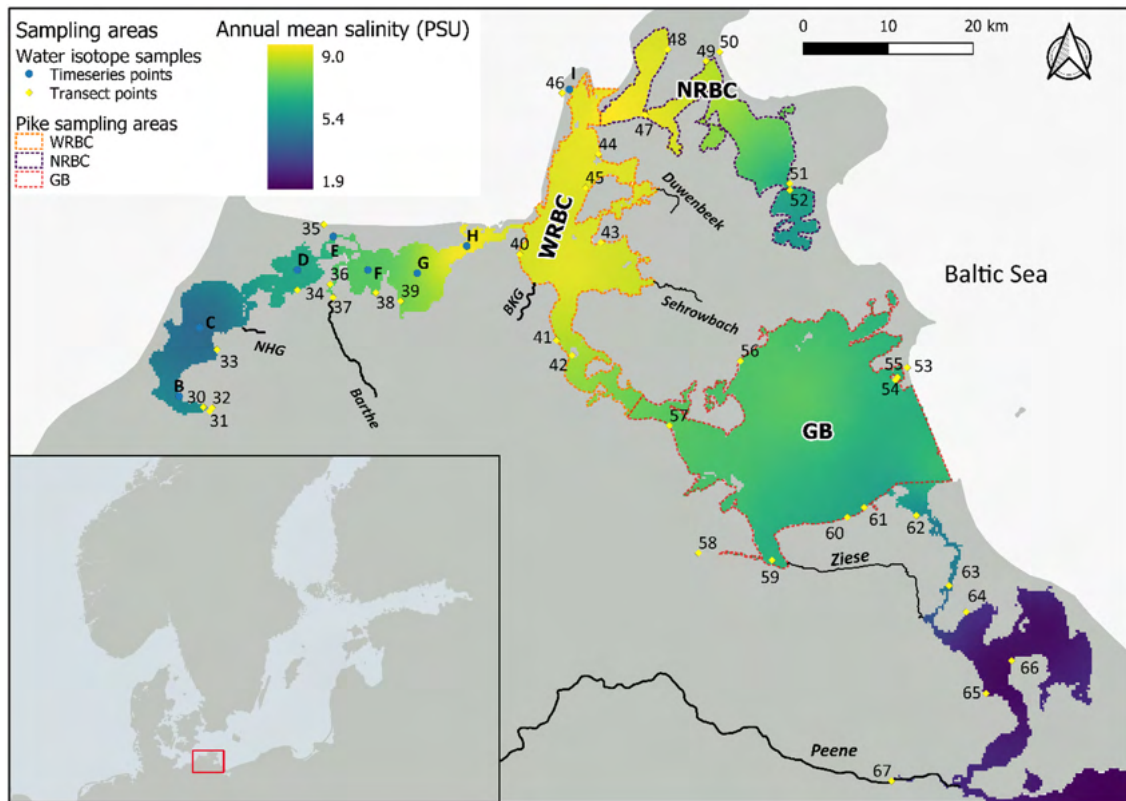 Sampling areas
Water isotope samples
Timeseries points
Transect points
Pike sampling areas
WRBC
NRBC
GB
Annual mean salinity (PSU)
9.0
5.4
1.9
0
10
20 km
48
49
50
I
46
NRBC
47
44
45
51
52
Duwenbeek
35
E
H
40
WRBC
43
D
36
F
G
34
37
38
39
BKG
Sehrowbach
Baltic Sea
C
NHG
33
Barthe
41
42
56
55
53
54
B
30
32
31
57
GB
58
59
60
61
62
Ziese
63
64
66
65
Peene
67